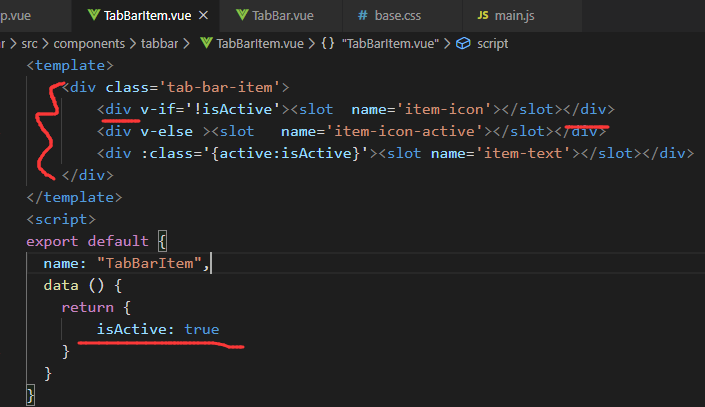 p.vue TabBarItem.vue × TabBar.vue # base.css JS main.js
ar > src > components > tabbar > TabBarItem.vue > {} "TabBarItem.vue" > script
<template>
<div class='tab-bar-item'>
<div v-if='!isActive'><slot name='item-icon'></slot></div>
<div v-else ><slot name='item-icon-active'></slot></div>
<div :class='{active:isActive}'><slot name='item-text'></slot></div>
</div>
</template>
<script>
export default {
name: "TabBarItem",
data () {
return {
isActive: true
}
}
}